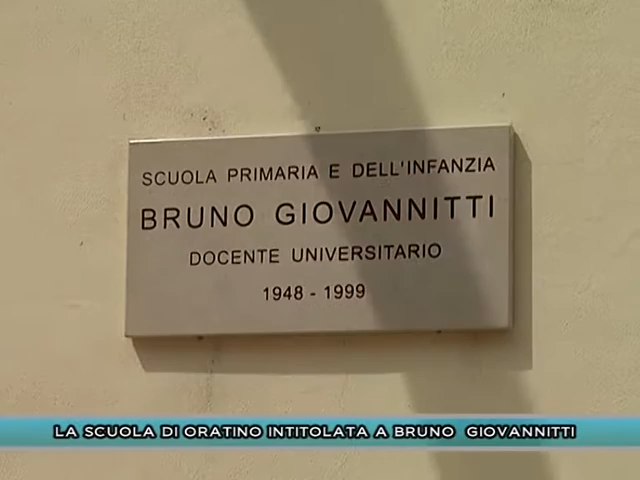 SCUOLA PRIMARIA E DELL'INFANZIA
BRUNO GIOVANNITTI
DOCENTE UNIVERSITARIO
1948 - 1999
LA SCUOLA DI ORATINO INTITOLATA A BRUNO GIOVANNITTI